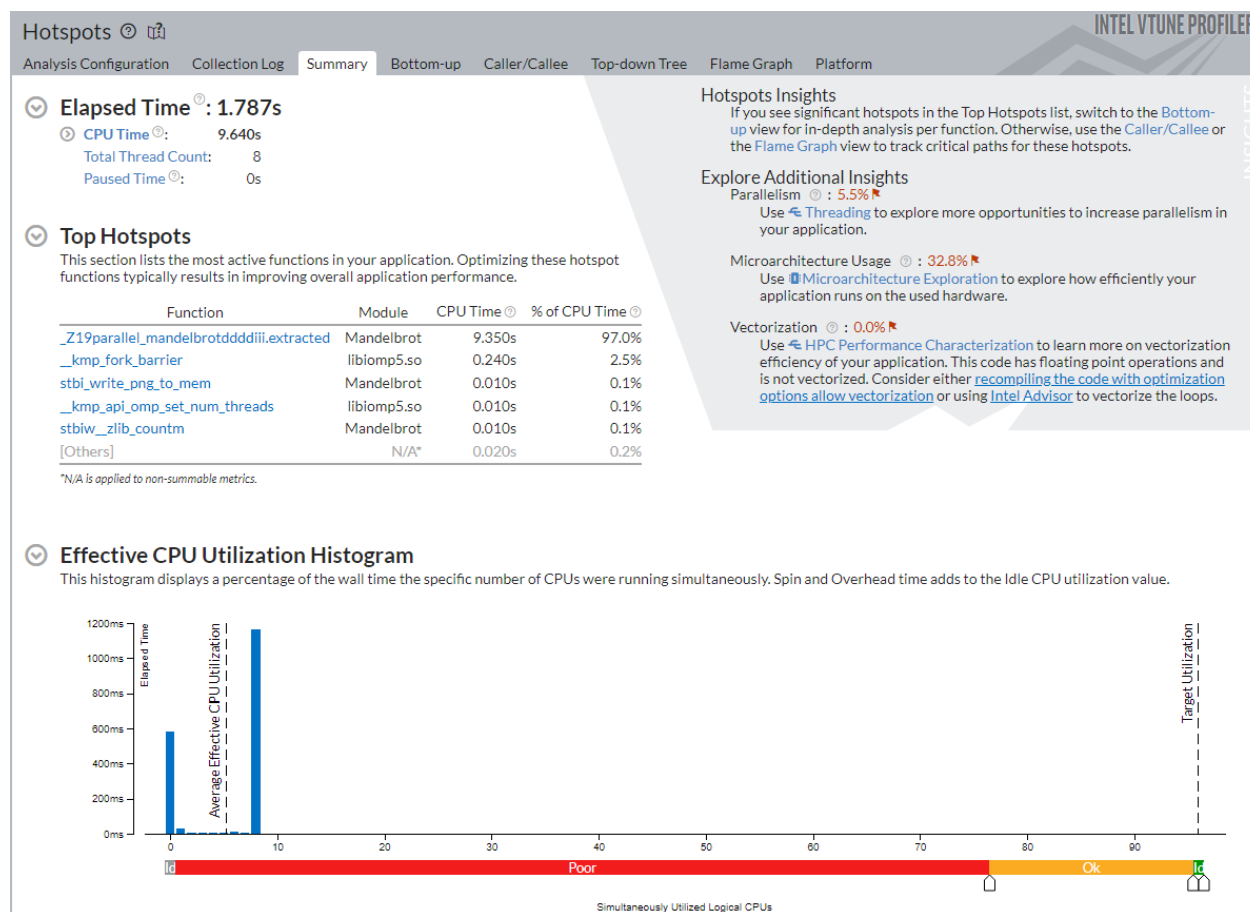 Hotspots
INTEL VTUNE PROFILER
Analysis Configuration Collection Log Summary Bottom-up Caller/Callee Top-down Tree Flame Graph Platform
Elapsed Time : 1.787s
CPU Time : 9.640s
Total Thread Count: 8
Paused Time : 0s
Top Hotspots
This section lists the most active functions in your application. Optimizing these hotspot
functions typically results in improving overall application performance.
Function Module CPU Time % of CPU Time
_Z19parallel_mandelbrotddddiii.extracted Mandelbrot 9.350s 97.0%
__kmp_fork_barrier libiomp5.so 0.240s 2.5%
stbi_write_png_to_mem Mandelbrot 0.010s 0.1%
__kmp_api_omp_set_num_threads libiomp5.so 0.010s 0.1%
stbiw__zlib_countm Mandelbrot 0.010s 0.1%
[Others] N/A* 0.020s 0.2%
*N/A is applied to non-summable metrics.
Hotspots Insights
If you see significant hotspots in the Top Hotspots list, switch to the Bottom-
up view for in-depth analysis per function. Otherwise, use the Caller/Callee or
the Flame Graph view to track critical paths for these hotspots.
Explore Additional Insights
Parallelism : 5.5%
Use Threading to explore more opportunities to increase parallelism in
your application.
Microarchitecture Usage : 32.8%
Use Microarchitecture Exploration to explore how efficiently your
application runs on the used hardware.
Vectorization : 0.0%
Use HPC Performance Characterization to learn more on vectorization
efficiency of your application. This code has floating point operations and
is not vectorized. Consider either recompiling the code with optimization
options allow vectorization or using Intel Advisor to vectorize the loops.
INSIGHTS
Effective CPU Utilization Histogram
This histogram displays a percentage of the wall time the specific number of CPUs were running simultaneously. Spin and Overhead time adds to the Idle CPU utilization value.
1200ms
1000ms
800ms
600ms
400ms
200ms
0ms
Elapsed Time
Average Effective CPU Utilization
Target Utilization
0 10 20 30 40 50 60 70 80 90
Id Poor Ok Id
Simultaneously Utilized Logical CPUs